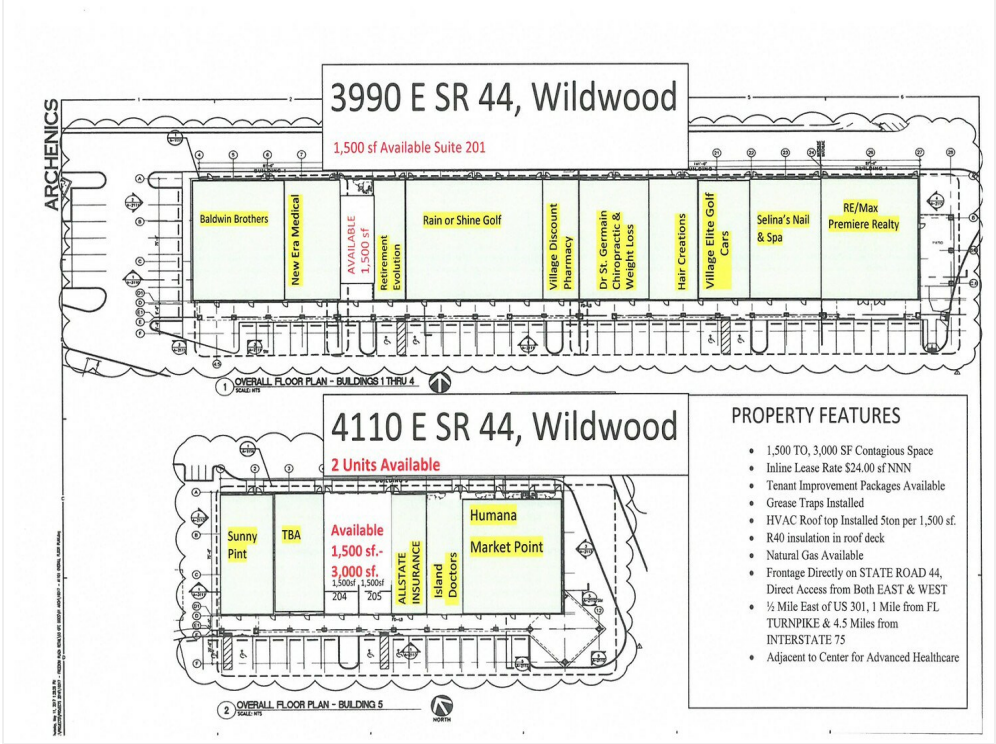 ARCHENICS
3990 E SR 44, Wildwood
1,500 sf Available Suite 201
Baldwin Brothers
New Era Medical
AVAILABLE
1,500 sf
Retirement
Evolution
Rain or Shine Golf
Village Discount
Pharmacy
Dr St. Germain
Chiropractic &
Weight Loss
Hair Creations
Village Elite Golf
Cars
Selina's Nail
& Spa
RE/Max
Premiere Realty
1 OVERALL FLOOR PLAN - BUILDINGS 1 THRU 4
SCALE: NTS
4110 E SR 44, Wildwood
2 Units Available
Sunny
Pint
TBA
Available
1,500 sf.-
3,000 sf.
1,500sf 1,500sf
204 205
ALLSTATE
INSURANCE
Island
Doctors
Humana
Market Point
2 OVERALL FLOOR PLAN - BUILDING 5
SCALE: NTS
NORTH
PROPERTY FEATURES
• 1,500 TO, 3,000 SF Contagious Space
• Inline Lease Rate $24.00 sf NNN
• Tenant Improvement Packages Available
• Grease Traps Installed
• HVAC Roof top Installed 5ton per 1,500 sf.
• R40 insulation in roof deck
• Natural Gas Available
• Frontage Directly on STATE ROAD 44,
Direct Access from Both EAST & WEST
• ½ Mile East of US 301, 1 Mile from FL
TURNPIKE & 4.5 Miles from
INTERSTATE 75
• Adjacent to Center for Advanced Healthcare